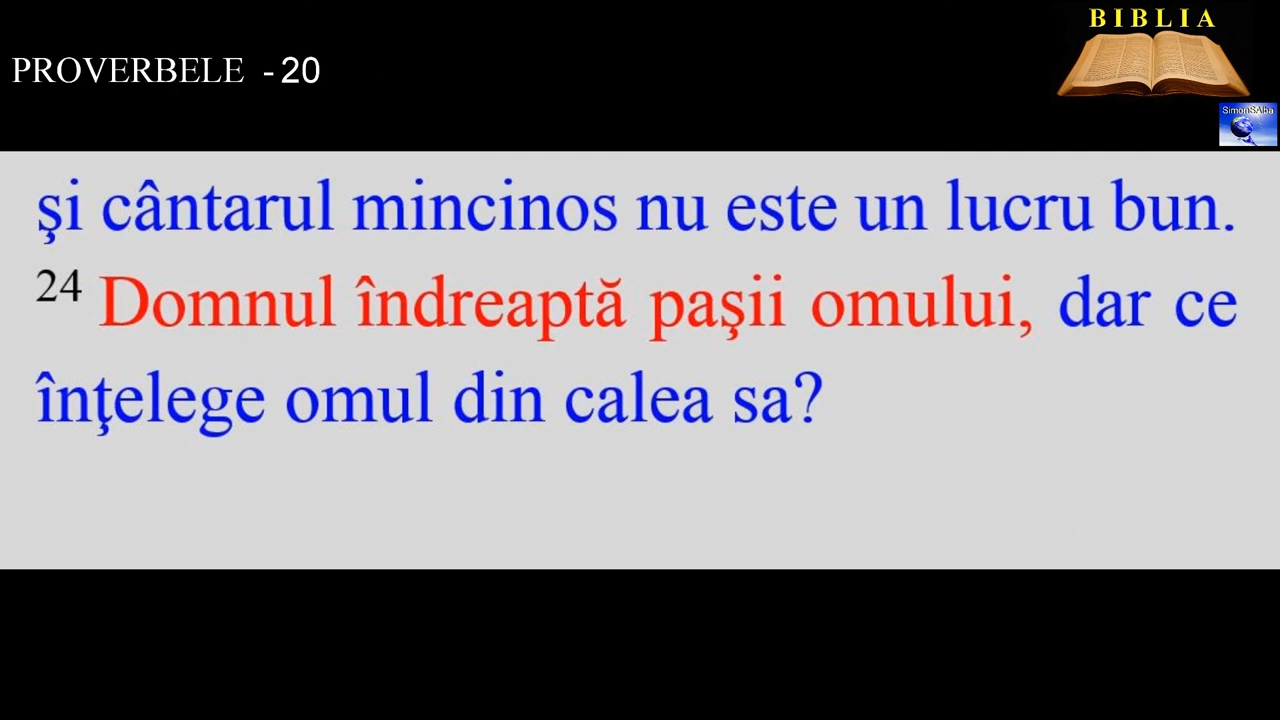 BIBLIA
PROVERBELE - 20
SimonSAlba
şi cântarul mincinos nu este un lucru bun.
24 Domnul îndreaptă paşii omului, dar ce
înţelege omul din calea sa?